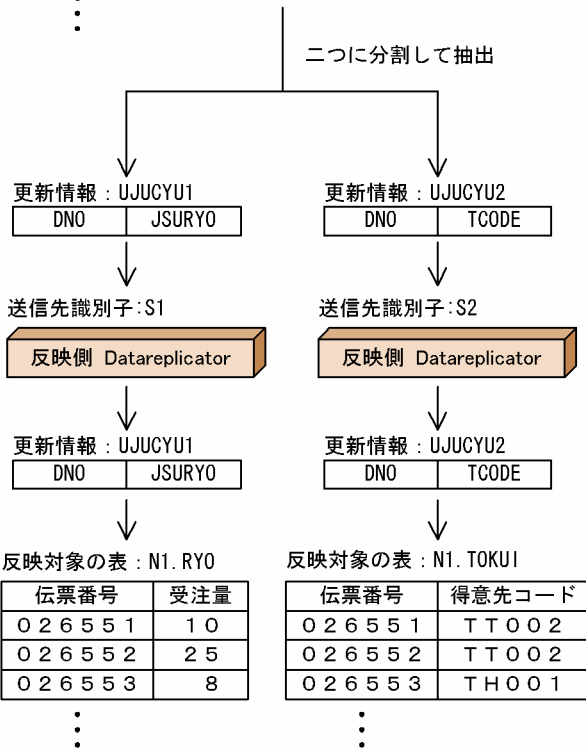 二つに分割して抽出
更新情報：UJUCYU1
DNO JSURYO
更新情報：UJUCYU2
DNO TCODE
送信先識別子:S1
反映側 Datareplicator
送信先識別子:S2
反映側 Datareplicator
更新情報：UJUCYU1
DNO JSURYO
更新情報：UJUCYU2
DNO TCODE
反映対象の表：N1.RYO
伝票番号 受注量
０２６５５１ １０
０２６５５２ ２５
０２６５５３ ８
反映対象の表：N1.TOKUI
伝票番号 得意先コード
０２６５５１ ＴＴ００２
０２６５５２ ＴＴ００２
０２６５５３ ＴＨ００１